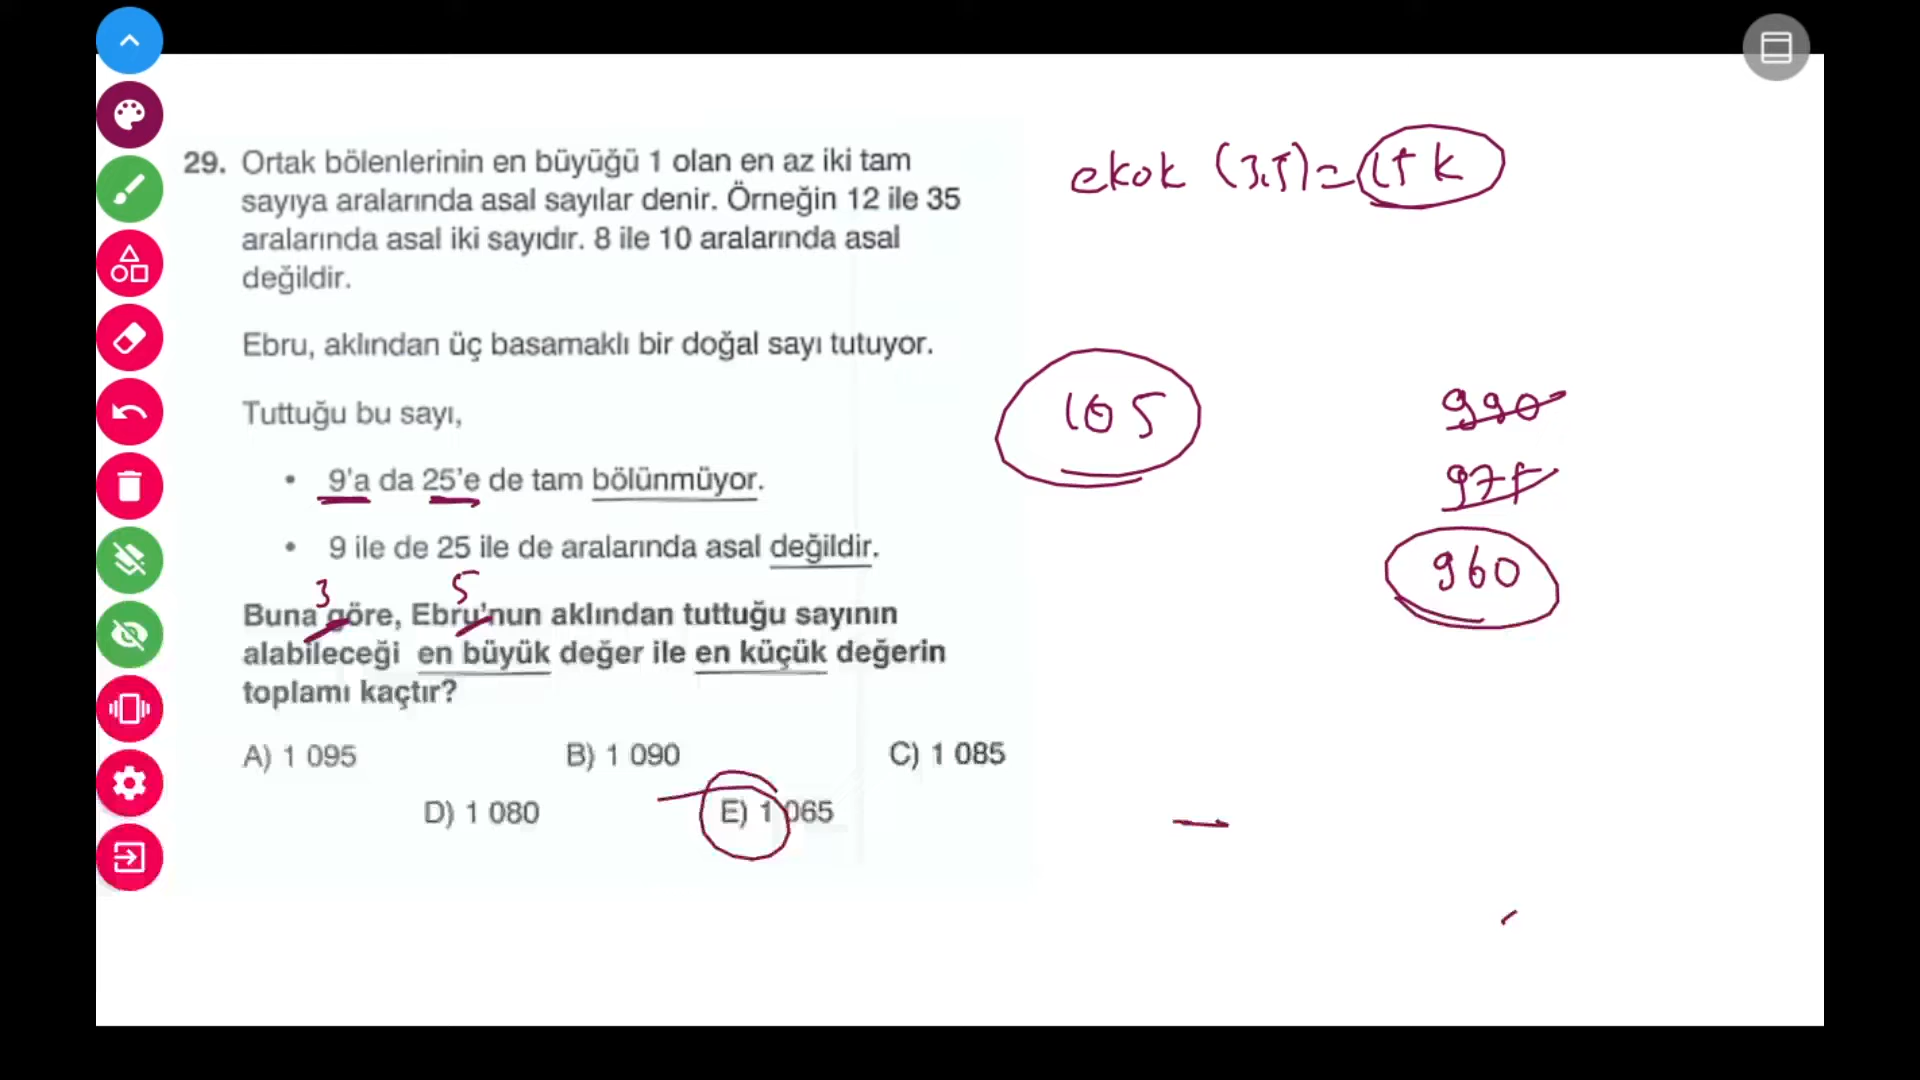 29. Ortak bölenlerinin en büyüğü 1 olan en az iki tam
sayıya aralarında asal sayılar denir. Örneğin 12 ile 35
aralarında asal iki sayıdır. 8 ile 10 aralarında asal
değildir.
Ebru, aklından üç basamaklı bir doğal sayı tutuyor.
Tuttuğu bu sayı,
• 9'a da 25'e de tam bölünmüyor.
• 9 ile de 25 ile de aralarında asal değildir.
3 5
Buna göre, Ebru'nun aklından tuttuğu sayının
alabileceği en büyük değer ile en küçük değerin
toplamı kaçtır?
A) 1 095 B) 1 090 C) 1 085
D) 1 080 E) 1 065
ekok (3,5)=15k
105
990
975
960